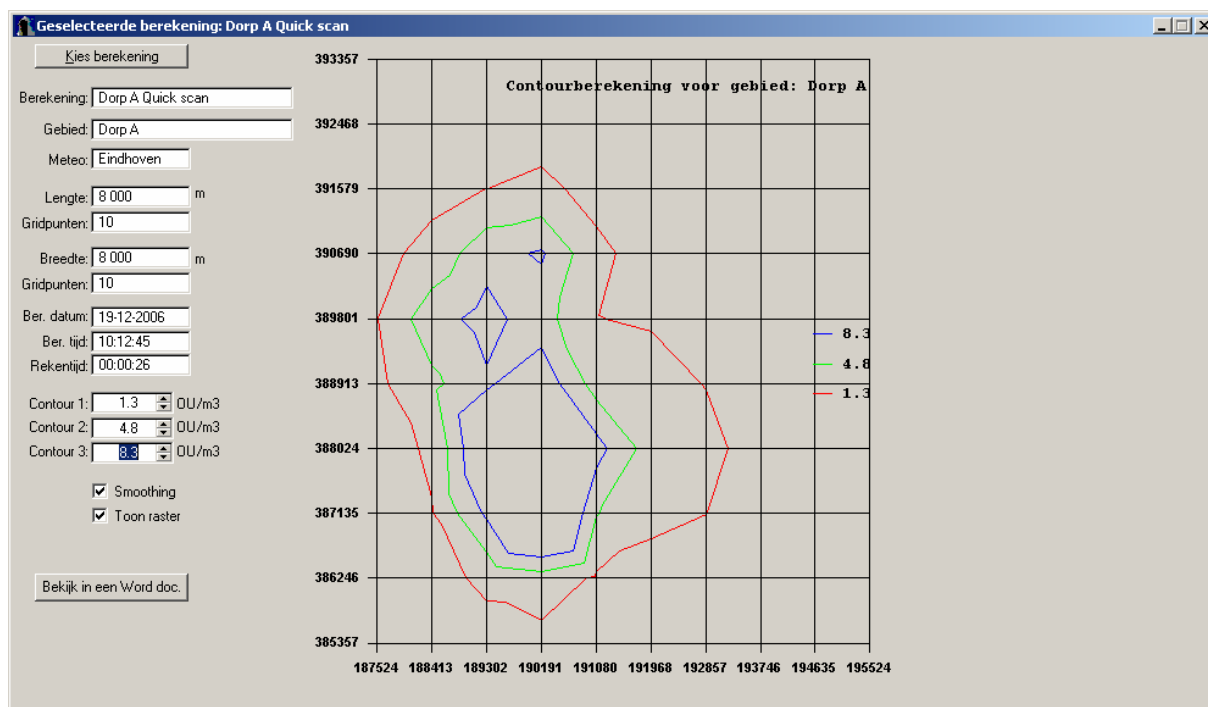 Geselecteerde berekening: Dorp A Quick scan
Kies berekening
Berekening: Dorp A Quick scan
Gebied: Dorp A
Meteo: Eindhoven
Lengte: 8 000 m
Gridpunten: 10
Breedte: 8 000 m
Gridpunten: 10
Ber. datum: 19-12-2006
Ber. tijd: 10:12:45
Rekentijd: 00:00:26
Contour 1: 1.3 OU/m3
Contour 2: 4.8 OU/m3
Contour 3: 8.3 OU/m3
Smoothing
Toon raster
Bekijk in een Word doc.
Contourberekening voor gebied: Dorp A
393357
392468
391579
390690
389801
388913
388024
387135
386246
385357
187524 188413 189302 190191 191080 191968 192857 193746 194635 195524
8.3
4.8
1.3